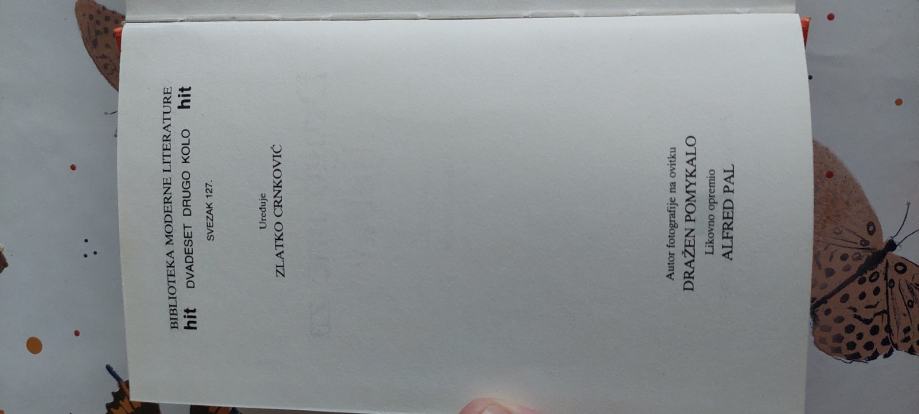 BIBLIOTEKA MODERNE LITERATURE
hit DVADESET DRUGO KOLO hit
SVEZAK 127.
Uređuje
ZLATKO CRNKOVIĆ
Autor fotografije na ovitku
DRAŽEN POMYKALO
Likovno opremio
ALFRED PAL